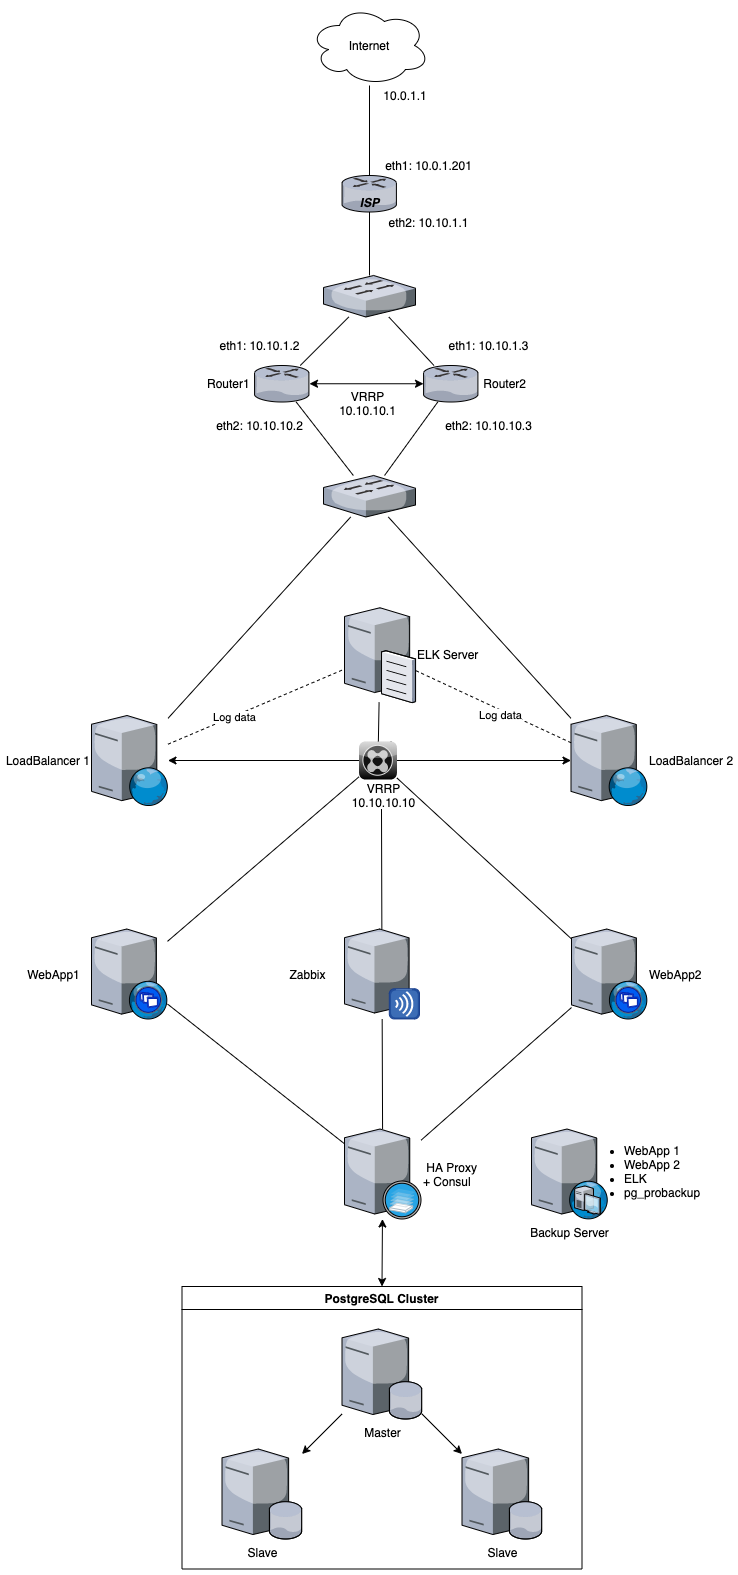 Internet
10.0.1.1
eth1: 10.0.1.201
ISP
eth2: 10.10.1.1
eth1: 10.10.1.2
eth1: 10.10.1.3
Router1
Router2
VRRP
10.10.10.1
eth2: 10.10.10.2
eth2: 10.10.10.3
ELK Server
Log data
Log data
LoadBalancer 1
LoadBalancer 2
VRRP
10.10.10.10
WebApp1
Zabbix
WebApp2
HA Proxy
+ Consul
• WebApp 1
• WebApp 2
• ELK
• pg_probackup
Backup Server
PostgreSQL Cluster
Master
Slave
Slave